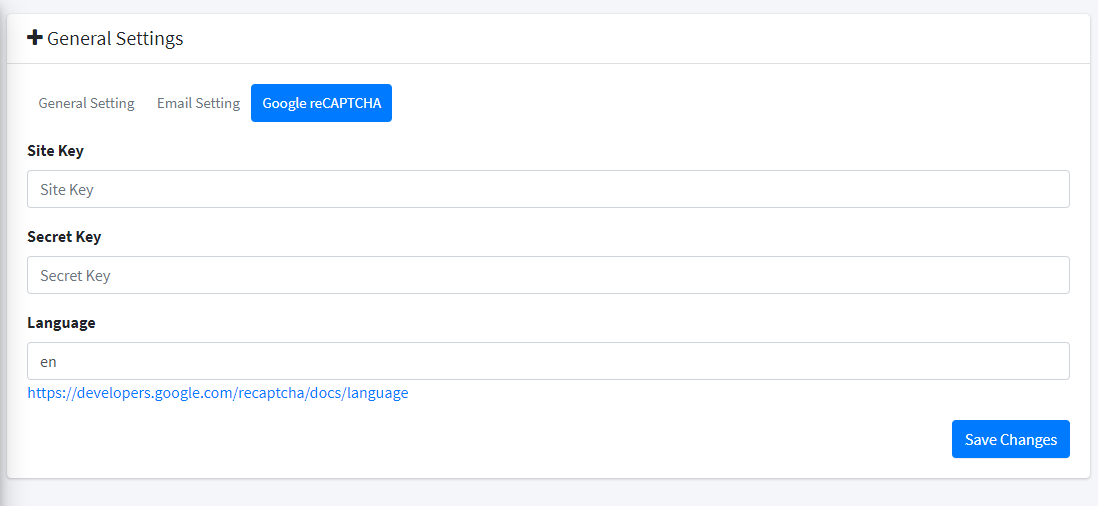 General Settings
General Setting Email Setting Google reCAPTCHA
Site Key
Site Key
Secret Key
Secret Key
Language
en
https://developers.google.com/recaptcha/docs/language
Save Changes